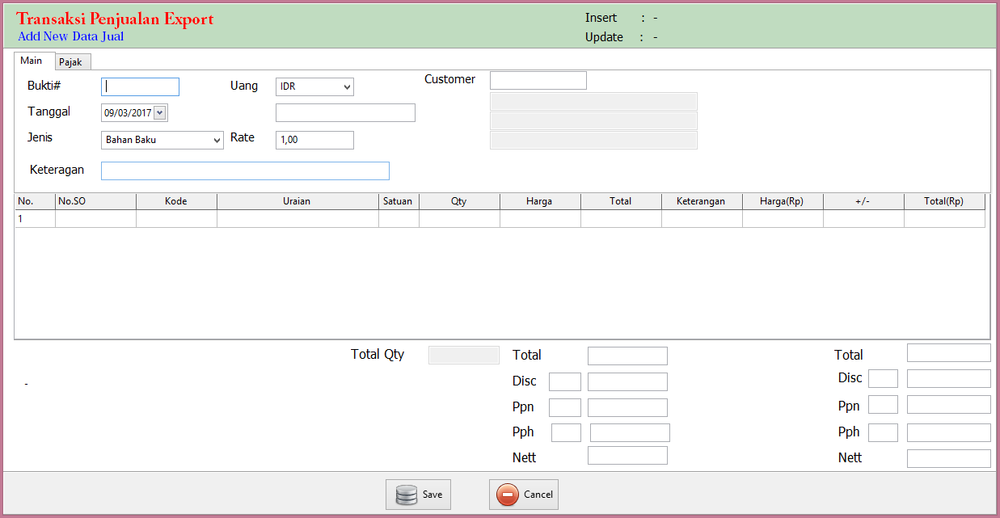 Transaksi Penjualan Export
Add New Data Jual
Insert : -
Update : -
Main Pajak
Bukti# Uang IDR Customer
Tanggal 09/03/2017
Jenis Bahan Baku Rate 1,00
Keteragan
No. No.SO Kode Uraian Satuan Qty Harga Total Keterangan Harga(Rp) +/- Total(Rp)
1
Total Qty Total Total
- Disc Disc
Ppn Ppn
Pph Pph
Nett Nett
Save Cancel